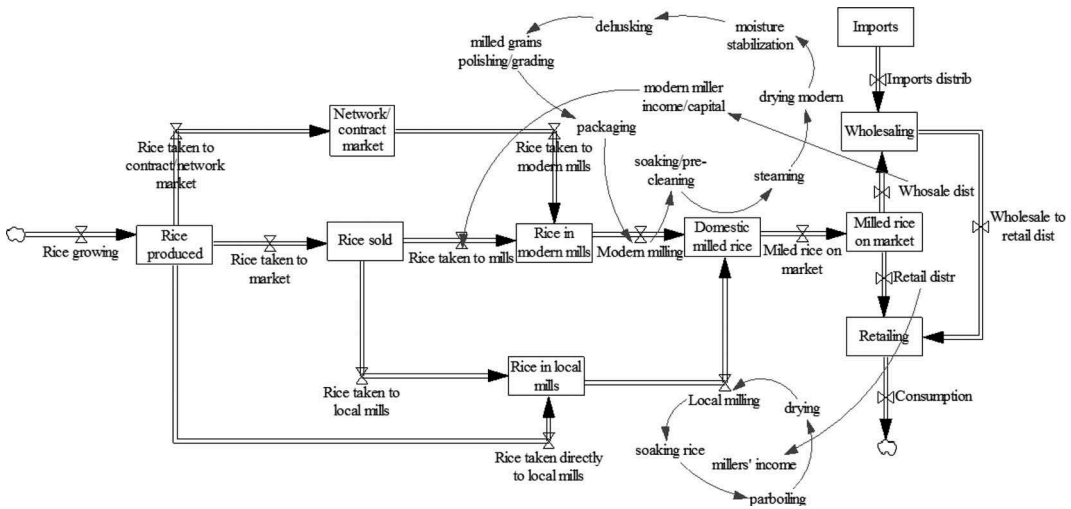 dehusking
moisture
stabilization
milled grains
polishing/grading
Imports
Imports distrib
modern miller
income/capital
drying modern
Network/
contract
market
Rice taken to
contract/network
market
Rice taken to
modern mills
packaging
Wholesaling
soaking/pre-
cleaning
steaming
Whosale dist
Rice growing
Rice
produced
Rice taken to
market
Rice sold
Rice taken to mills
Rice in
modern mills
Modern milling
Domestic
milled rice
Miled rice on
market
Milled rice
on market
Wholesale to
retail dist
Retail distr
Retailing
Rice taken to
local mills
Rice in local
mills
Local milling
drying
Consumption
Rice taken directly
to local mills
soaking rice
millers' income
parboiling